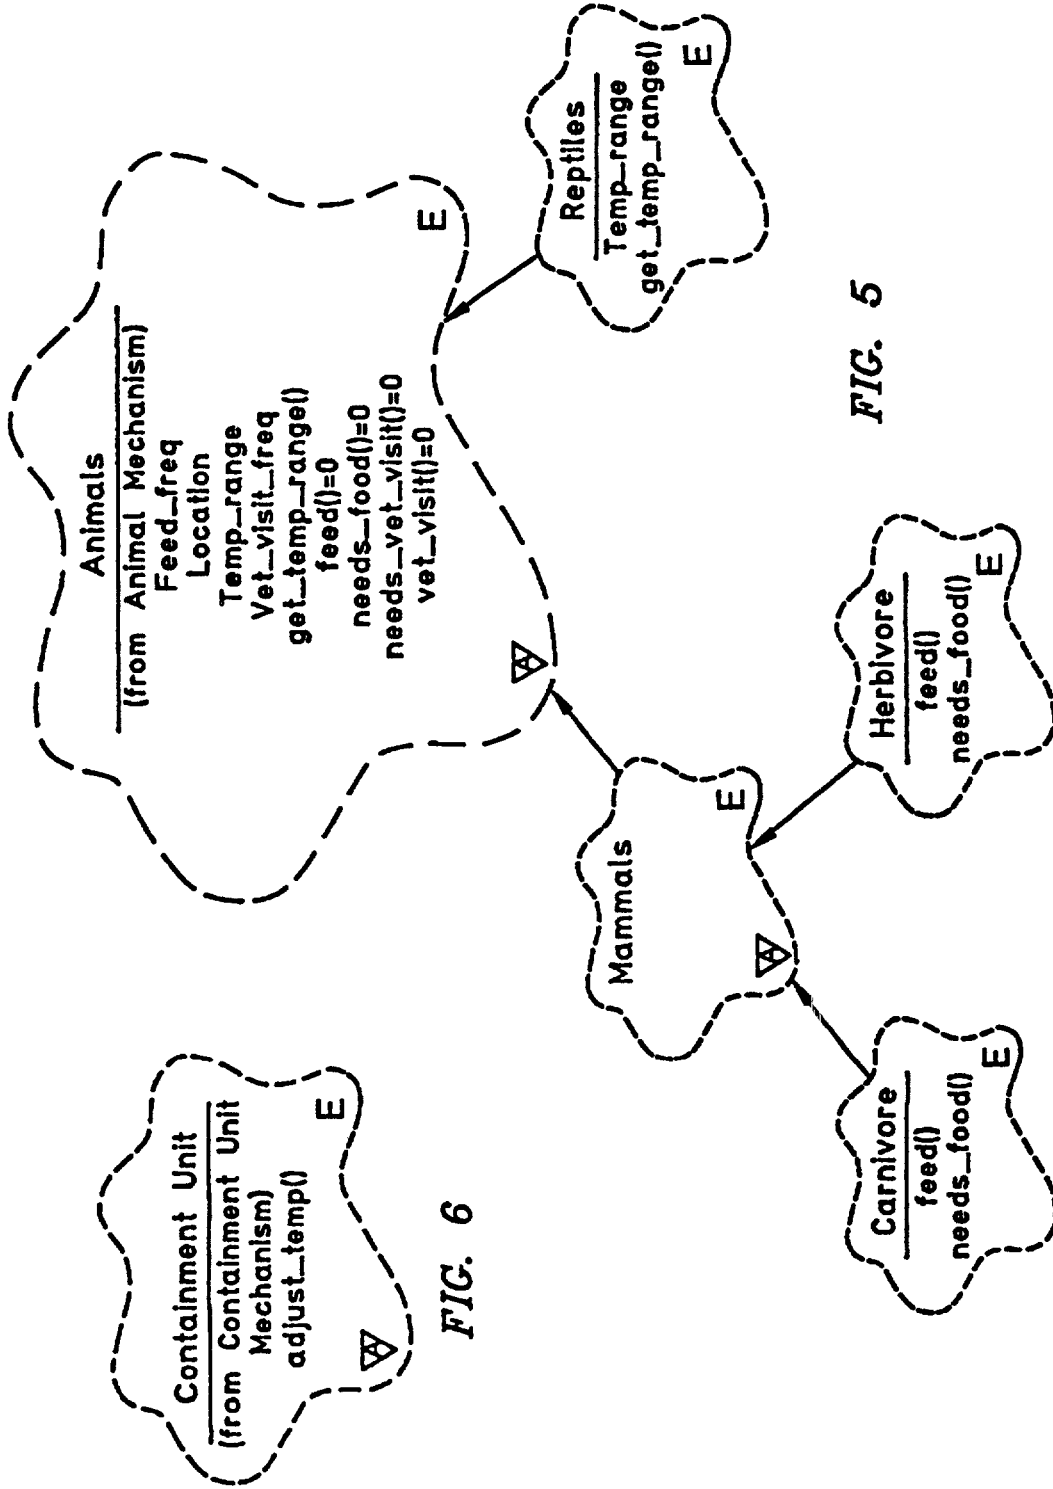 Containment Unit
(from Containment Unit
Mechanism)
adjust_temp()
A
E
FIG. 6
Animals
(from Animal Mechanism)
Feed_freq
Location
Temp_range
Vet_visit_freq
get_temp_range()
feed()=0
needs_food()=0
needs_vet_visit()=0
vet_visit()=0
A
E
Reptiles
Temp_range
get_temp_range()
E
Mammals
A
E
Carnivore
feed()
needs_food()
E
Herbivore
feed()
needs_food()
E
FIG. 5